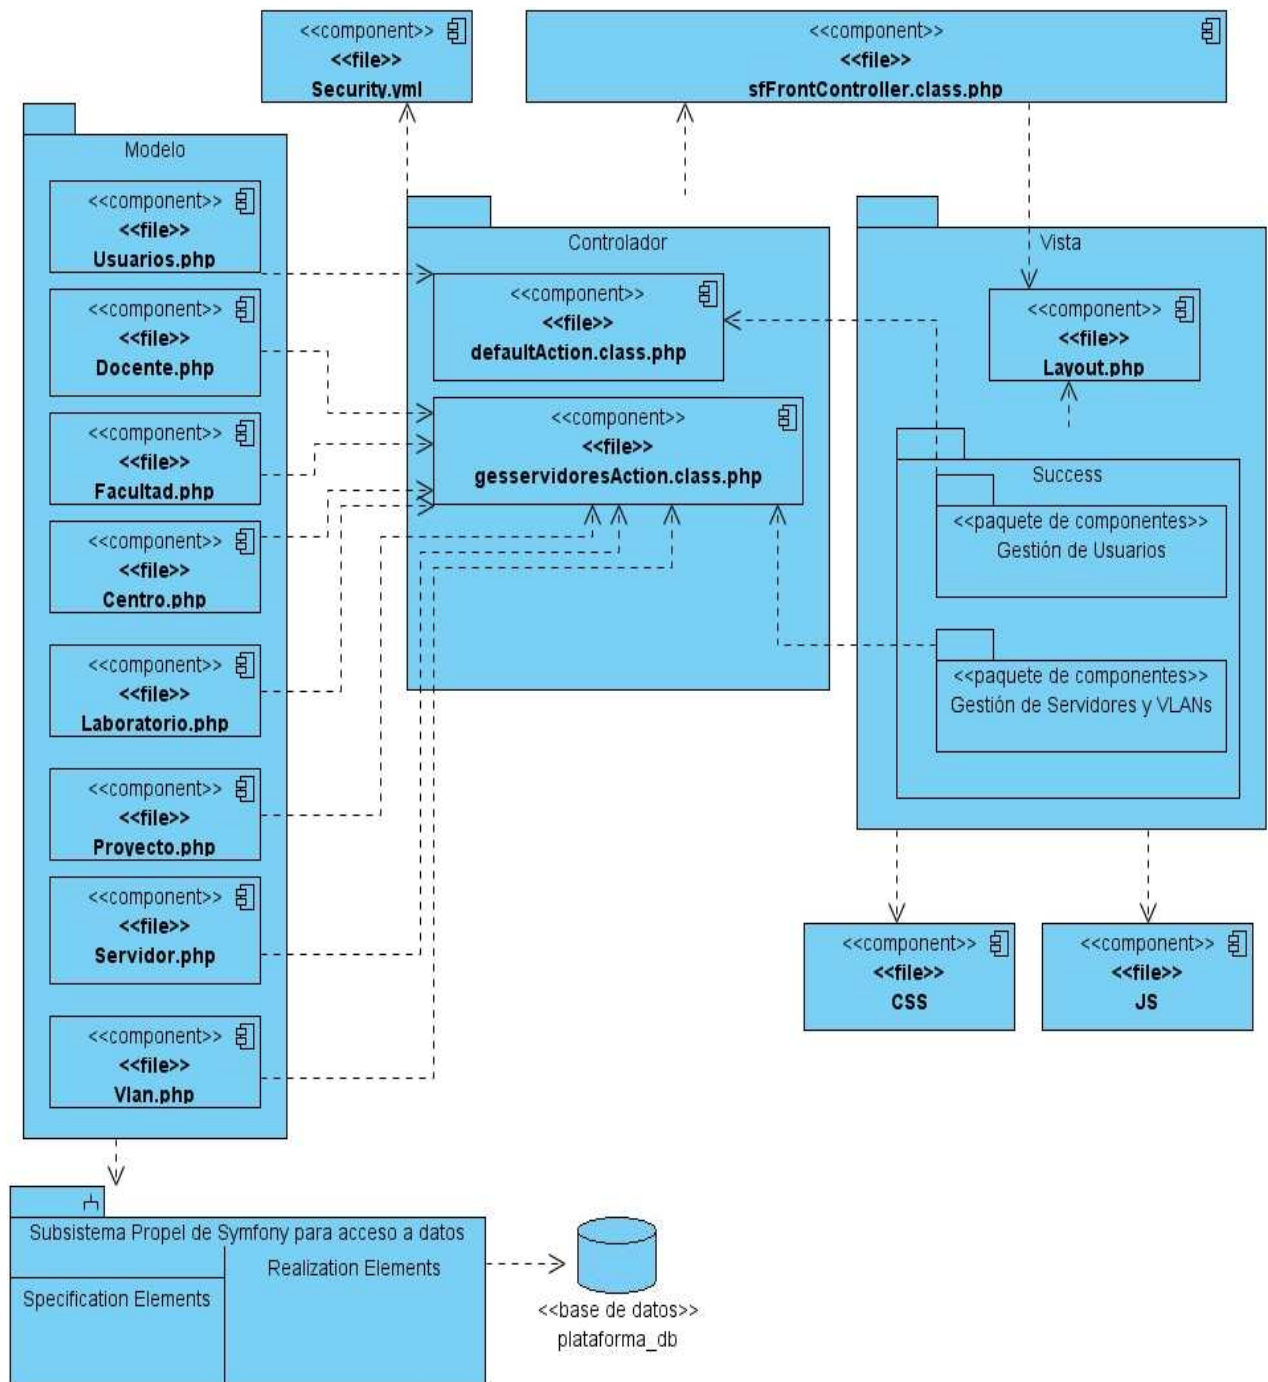 <<component>>
<<file>>
Security.yml
<<component>>
<<file>>
sfFrontController.class.php
Modelo
<<component>>
<<file>>
Usuarios.php
<<component>>
<<file>>
Docente.php
<<component>>
<<file>>
Facultad.php
<<component>>
<<file>>
Centro.php
<<component>>
<<file>>
Laboratorio.php
<<component>>
<<file>>
Proyecto.php
<<component>>
<<file>>
Servidor.php
<<component>>
<<file>>
Vlan.php
Controlador
<<component>>
<<file>>
defaultAction.class.php
<<component>>
<<file>>
gesservidoresAction.class.php
Vista
<<component>>
<<file>>
Layout.php
Success
<<paquete de componentes>>
Gestión de Usuarios
<<paquete de componentes>>
Gestión de Servidores y VLANs
<<component>>
<<file>>
CSS
<<component>>
<<file>>
JS
Subsistema Propel de Symfony para acceso a datos
Realization Elements
Specification Elements
<<base de datos>>
plataforma_db